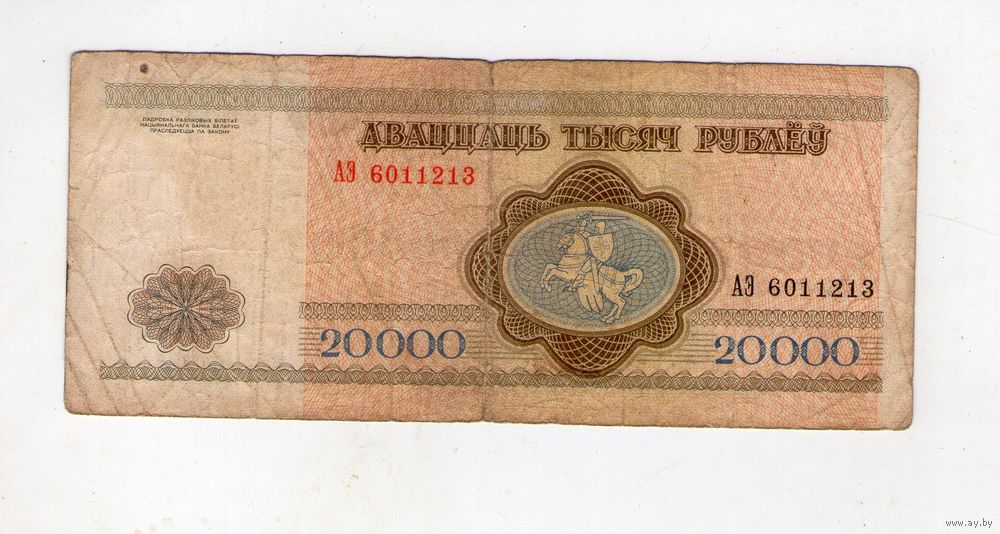 ПАДРОБКА РАЗЛІКОВЫХ БІЛЕТАЎ
НАЦЫЯНАЛЬНАГА БАНКА БЕЛАРУСІ
ПРАСЛЕДУЕЦЦА ПА ЗАКОНУ
ДВАЦЦАЦЬ ТЫСЯЧ РУБЛЁЎ
АЭ 6011213
АЭ 6011213
20000
20000
www.ay.by